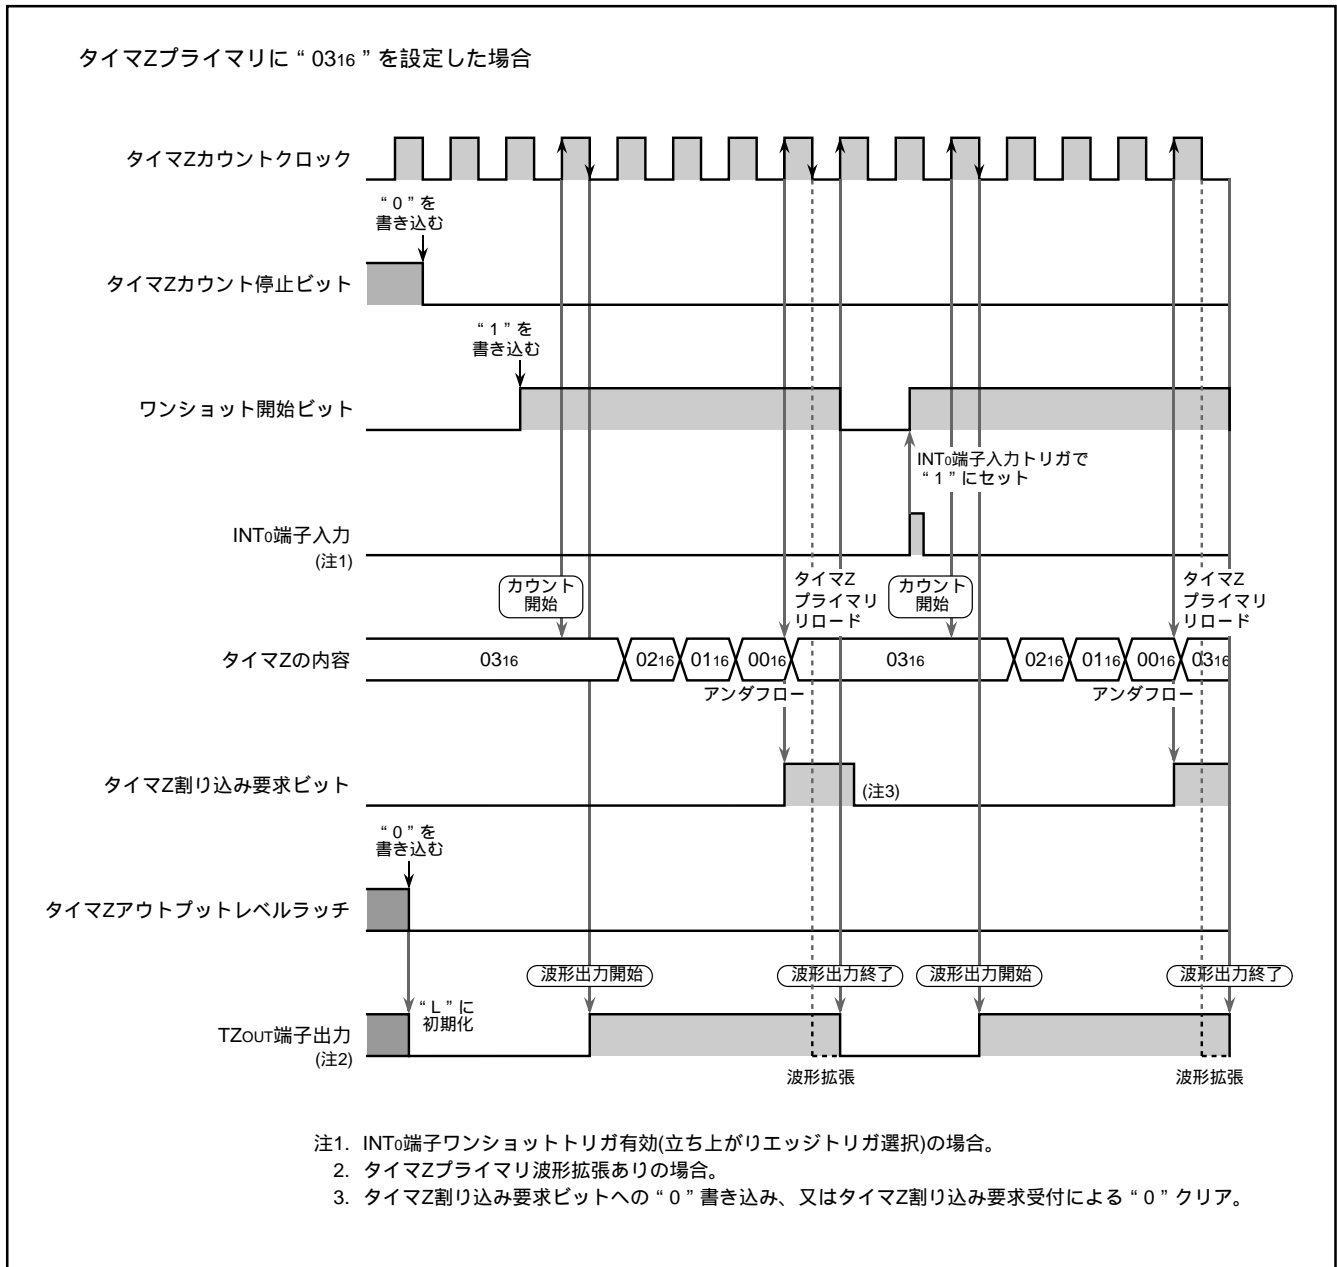 タイマZプライマリに“ 0316 ”を設定した場合
タイマZカウントクロック
“ 0 ”を
書き込む
タイマZカウント停止ビット
“ 1 ”を
書き込む
ワンショット開始ビット
INT0端子入力トリガで
“ 1 ”にセット
INT0端子入力
(注1)
カウント
開始
タイマZ
プライマリ
リロード
カウント
開始
タイマZ
プライマリ
リロード
タイマZの内容
0316 0216 0116 0016 0316 0216 0116 0016 0316
アンダフロー アンダフロー
タイマZ割り込み要求ビット
(注3)
“ 0 ”を
書き込む
タイマZアウトプットレベルラッチ
波形出力開始 波形出力終了 波形出力開始 波形出力終了
“ L ”に
初期化
TZOUT端子出力
(注2)
波形拡張 波形拡張
注1. INT0端子ワンショットトリガ有効(立ち上がりエッジトリガ選択)の場合。
2. タイマZプライマリ波形拡張ありの場合。
3. タイマZ割り込み要求ビットへの“ 0 ”書き込み、又はタイマZ割り込み要求受付による“ 0 ”クリア。